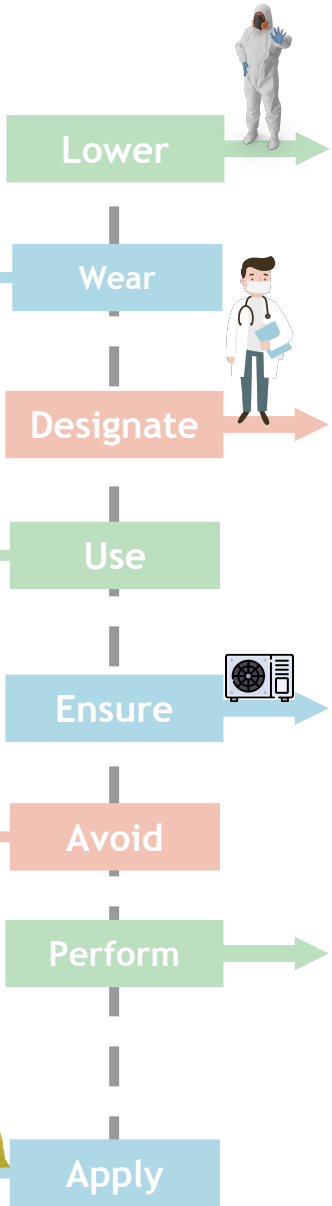 Lower
Wear
Designate
Use
Ensure
Avoid
Perform
Apply